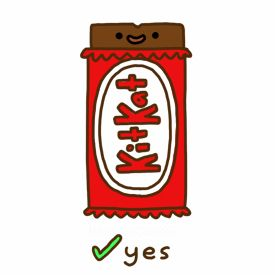 KitKat
yes